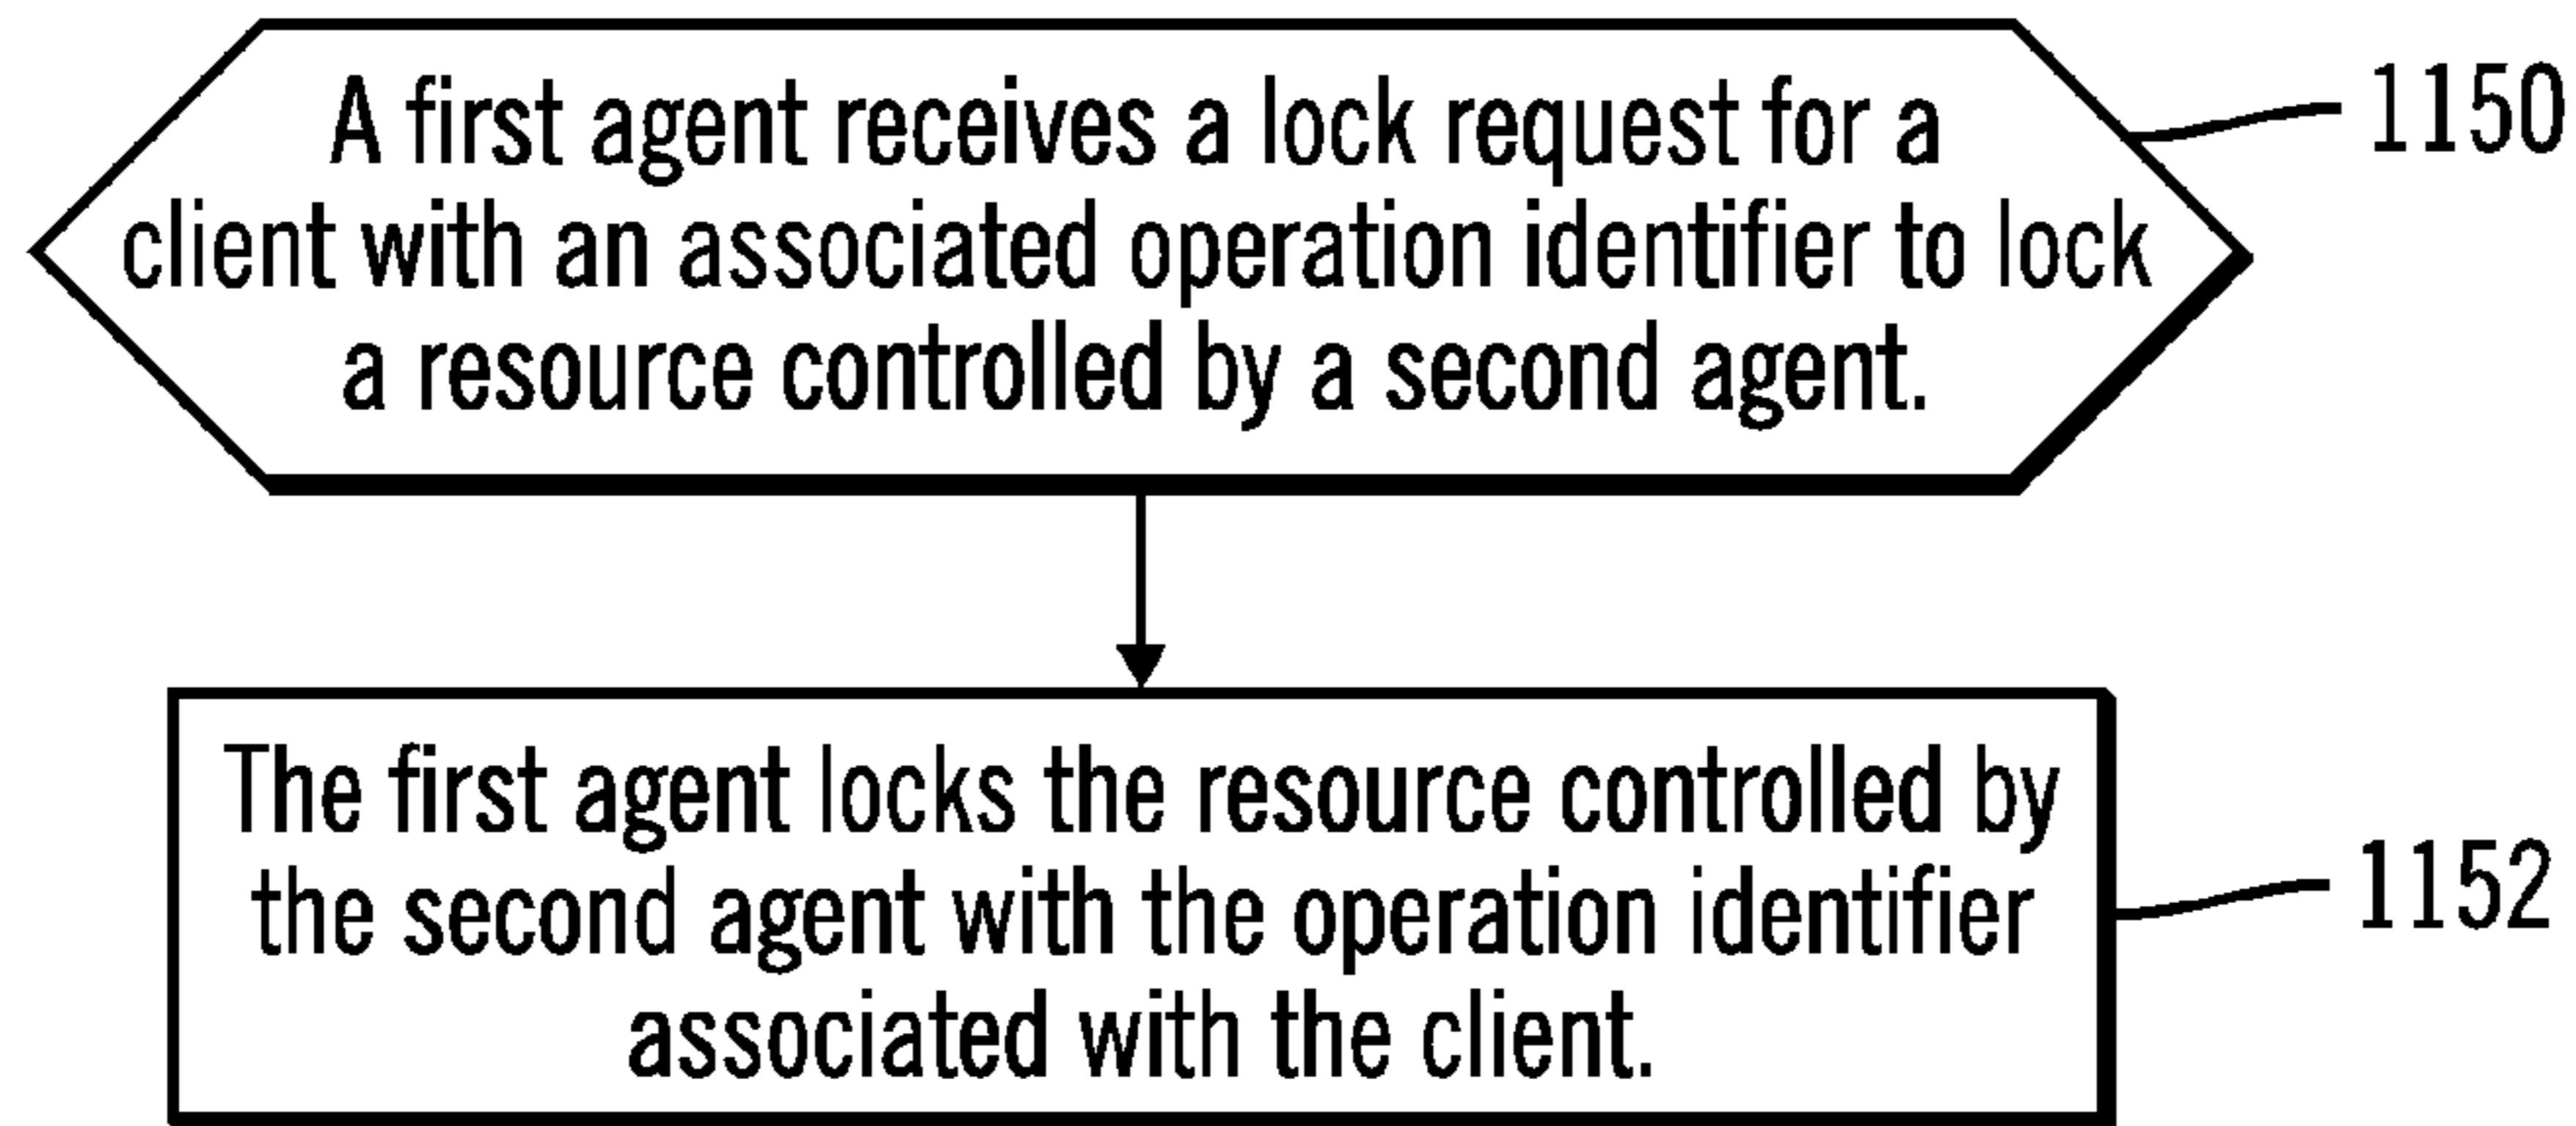 A first agent receives a lock request for a
client with an associated operation identifier to lock
a resource controlled by a second agent.
1150
The first agent locks the resource controlled by
the second agent with the operation identifier
associated with the client.
1152